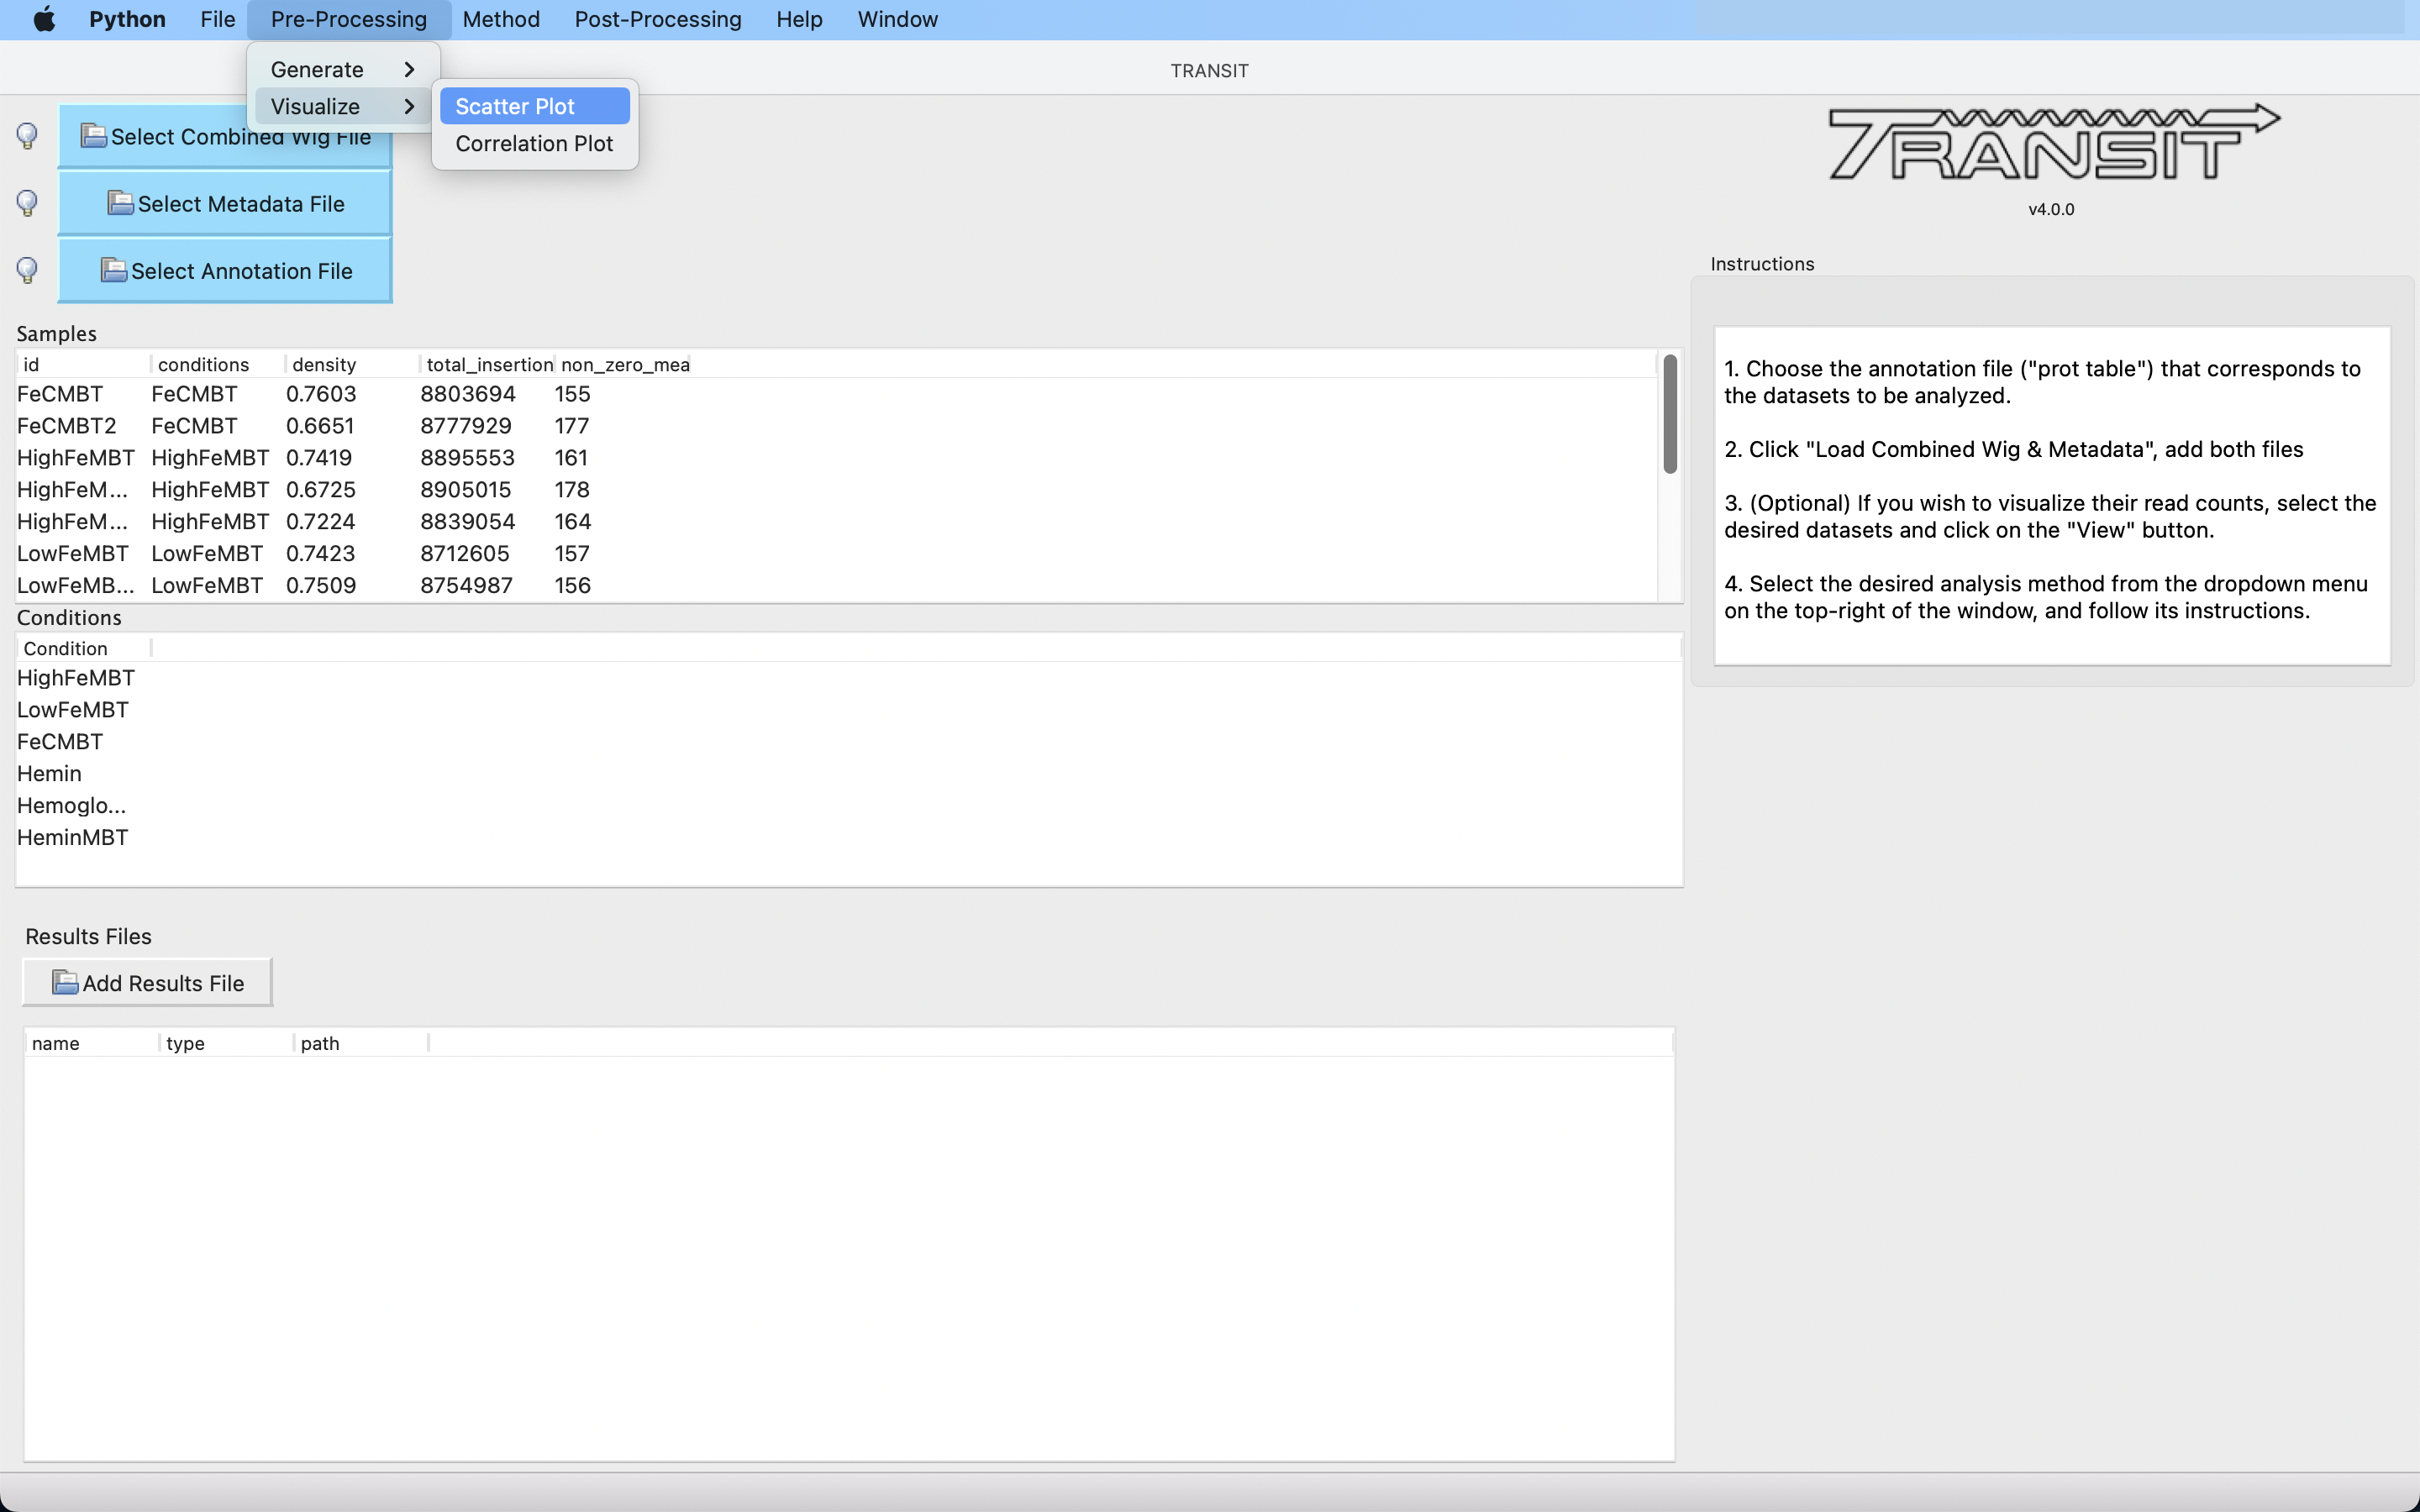 Python File Pre-Processing Method Post-Processing Help Window
TRANSIT
Generate
Visualize
Scatter Plot
Correlation Plot
Select Combined Wig File
Select Metadata File
Select Annotation File
TRANSIT
v4.0.0
Instructions
1. Choose the annotation file ("prot table") that corresponds to
the datasets to be analyzed.
2. Click "Load Combined Wig & Metadata", add both files
3. (Optional) If you wish to visualize their read counts, select the
desired datasets and click on the "View" button.
4. Select the desired analysis method from the dropdown menu
on the top-right of the window, and follow its instructions.
Samples
id conditions density total_insertion non_zero_mea
FeCMBT FeCMBT 0.7603 8803694 155
FeCMBT2 FeCMBT 0.6651 8777929 177
HighFeMBT HighFeMBT 0.7419 8895553 161
HighFeM... HighFeMBT 0.6725 8905015 178
HighFeM... HighFeMBT 0.7224 8839054 164
LowFeMBT LowFeMBT 0.7423 8712605 157
LowFeMB... LowFeMBT 0.7509 8754987 156
Conditions
Condition
HighFeMBT
LowFeMBT
FeCMBT
Hemin
Hemoglo...
HeminMBT
Results Files
Add Results File
name type path